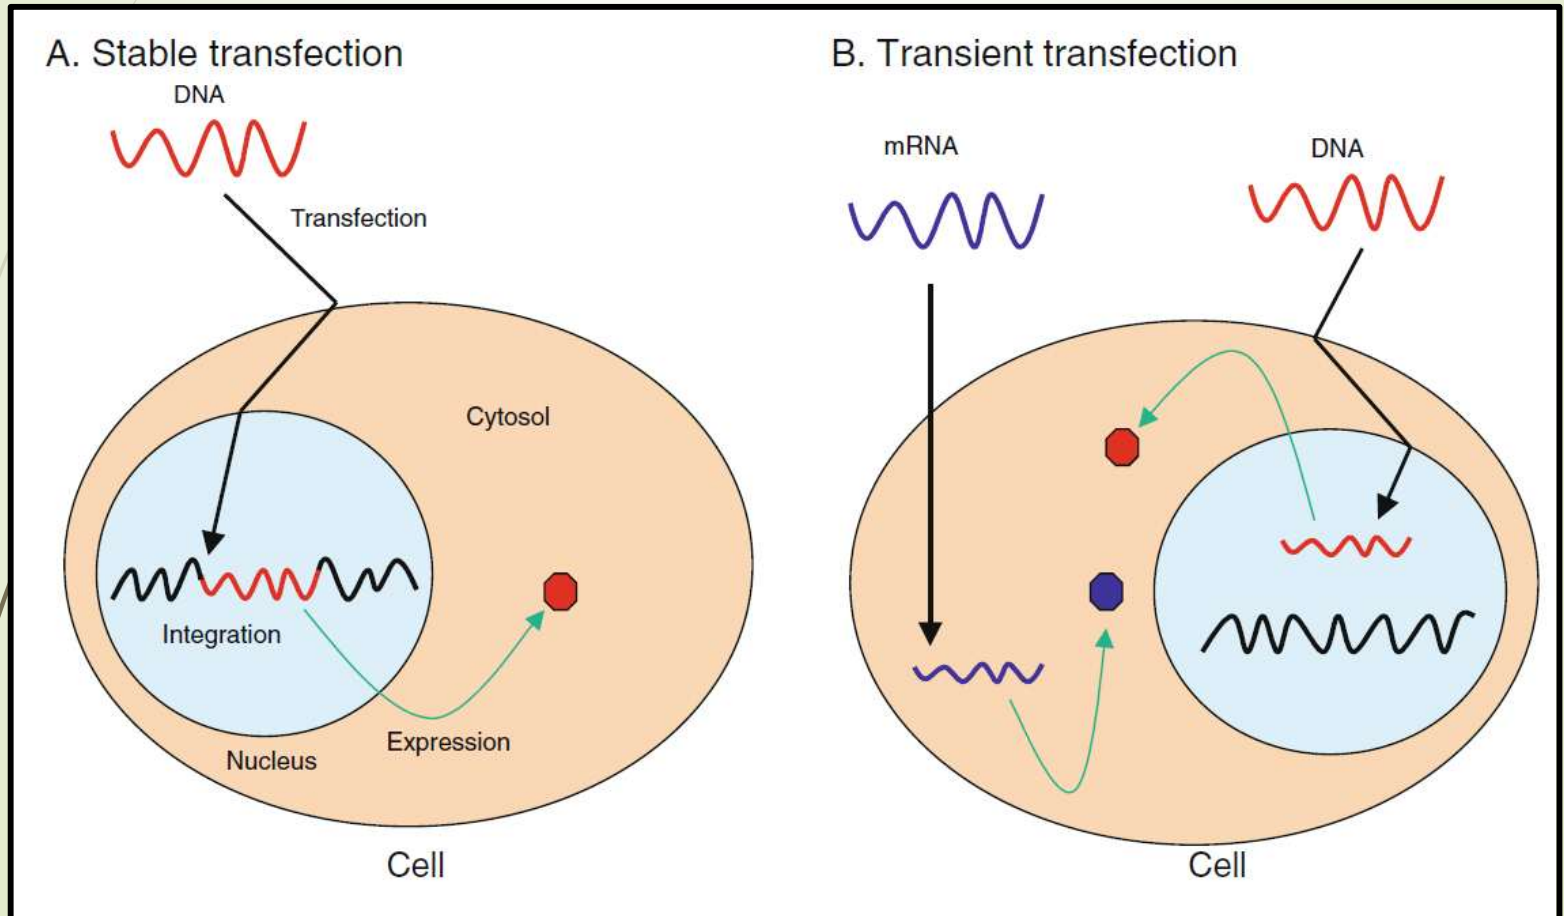 A. Stable transfection
DNA
Transfection
Cytosol
Integration
Expression
Nucleus
Cell
B. Transient transfection
mRNA
DNA
Cell